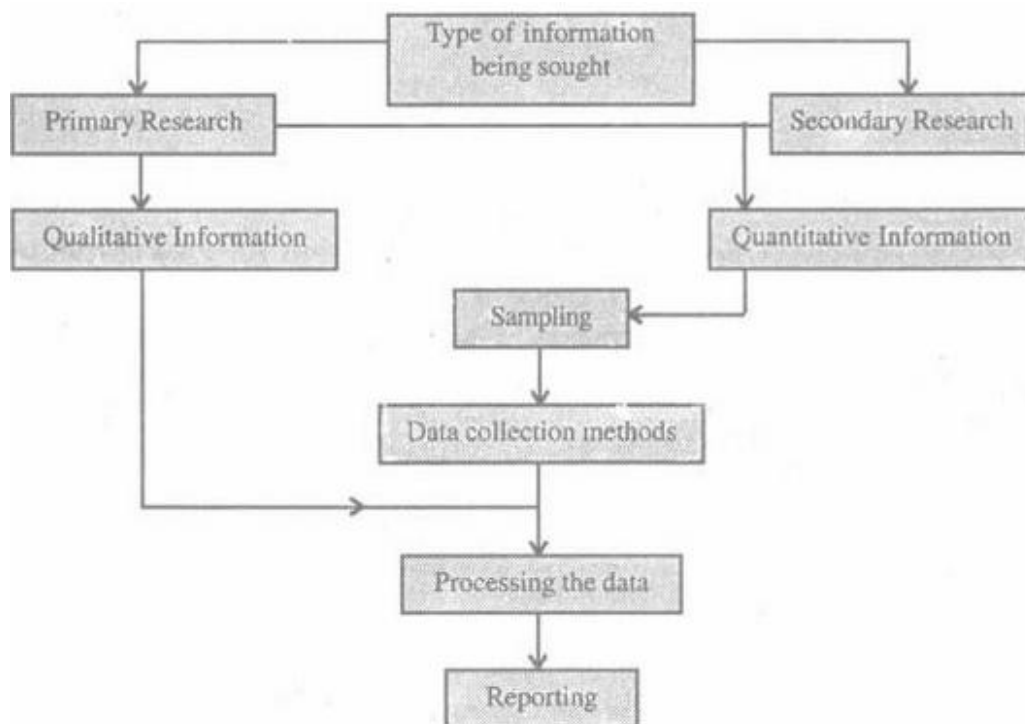 Type of information
being sought
Primary Research
Secondary Research
Qualitative Information
Quantitative Information
Sampling
Data collection methods
Processing the data
Reporting